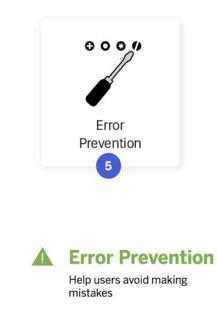 Error
Prevention
5
Error Prevention
Help users avoid making
mistakes